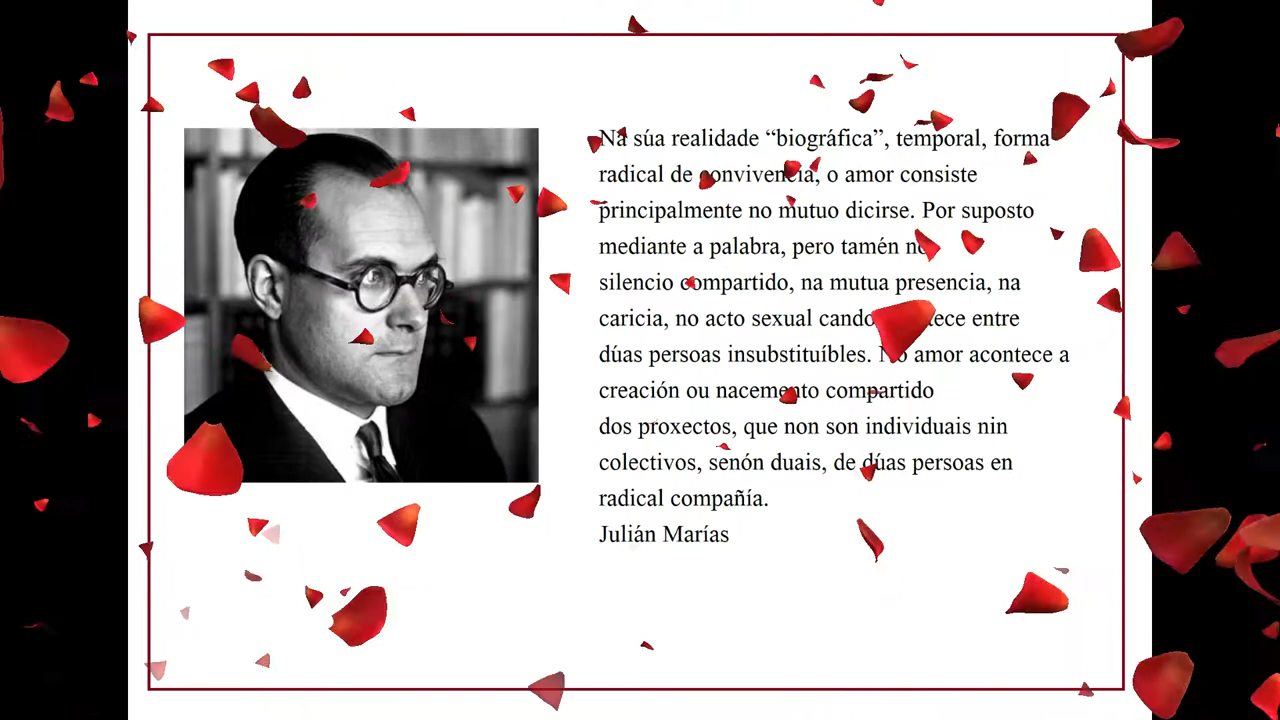 Na súa realidade “biográfica”, temporal, forma
radical de convivencia, o amor consiste
principalmente no mutuo dicirse. Por suposto
mediante a palabra, pero tamén no
silencio compartido, na mutua presencia, na
caricia, no acto sexual cando entre
dúas persoas insubstituíbles. No amor acontece a
creación ou nacemento compartido
dos proxectos, que non son individuais nin
colectivos, senón duais, de dúas persoas en
radical compañía.
Julián Marías